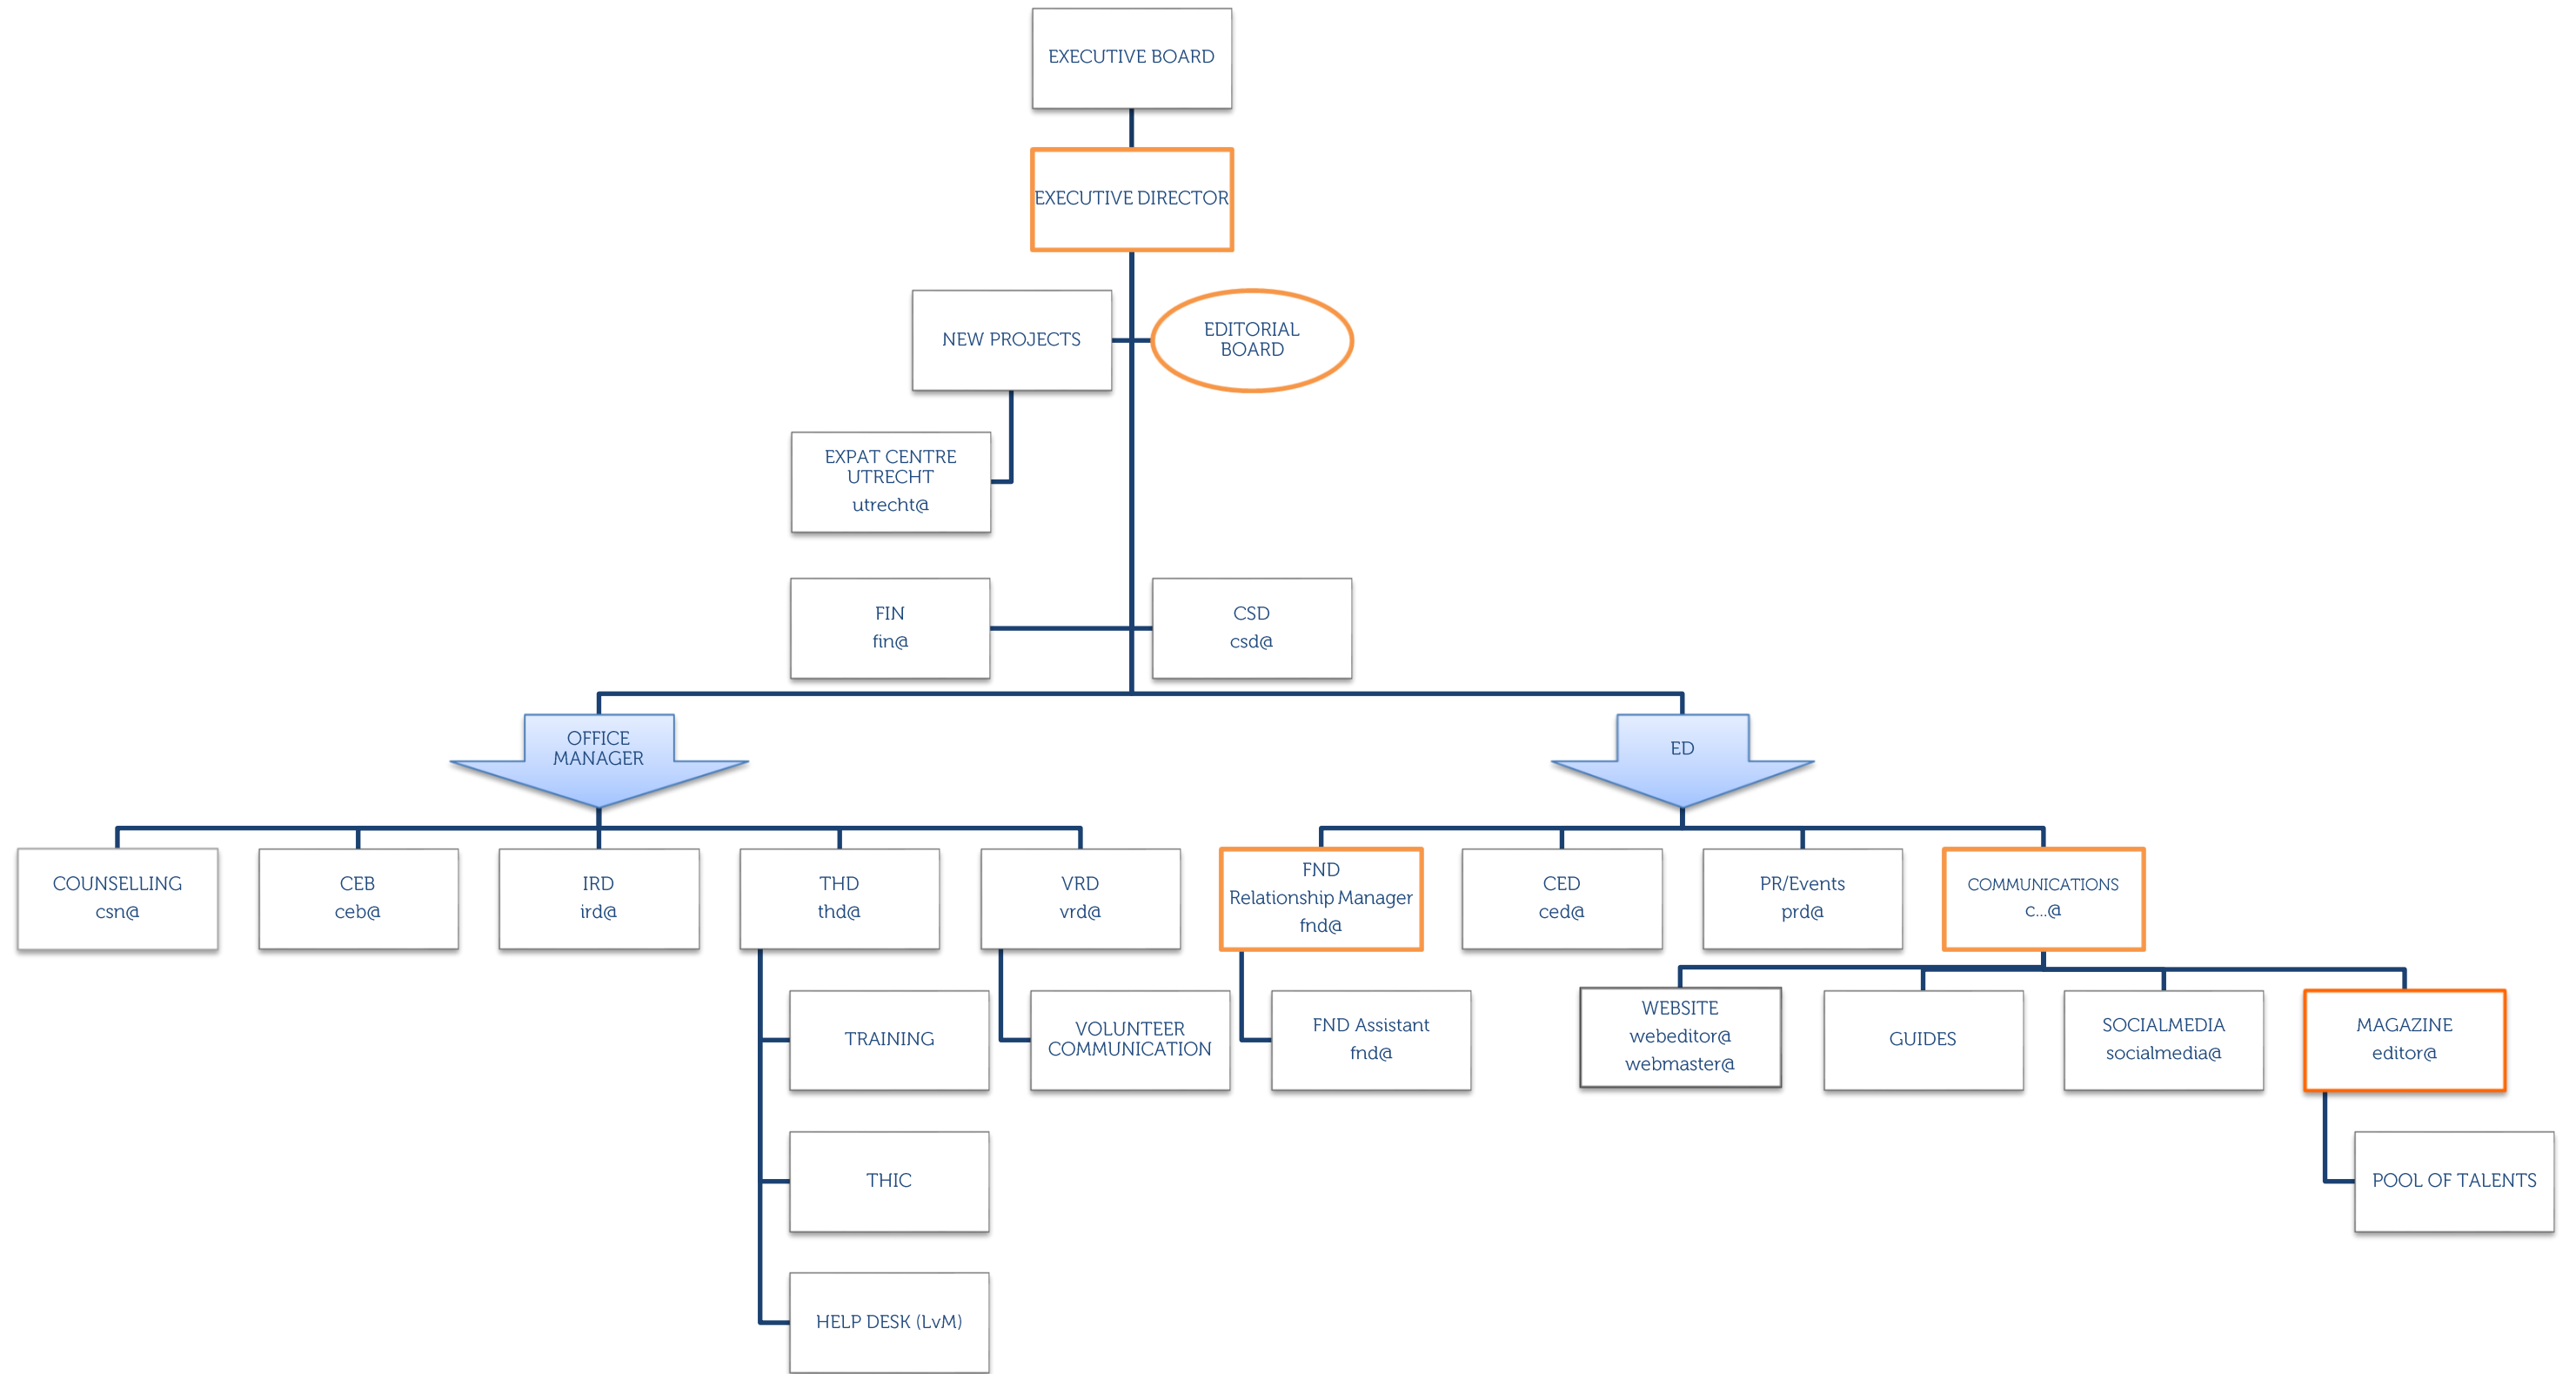 EXECUTIVE BOARD
EXECUTIVE DIRECTOR
NEW PROJECTS
EDITORIAL
BOARD
EXPAT CENTRE
UTRECHT
utrecht@
FIN
fin@
CSD
csd@
OFFICE
MANAGER
ED
COUNSELLING
csn@
CEB
ceb@
IRD
ird@
THD
thd@
VRD
vrd@
FND
Relationship Manager
fnd@
CED
ced@
PR/Events
prd@
COMMUNICATIONS
c...@
TRAINING
VOLUNTEER
COMMUNICATION
FND Assistant
fnd@
WEBSITE
webeditor@
webmaster@
GUIDES
SOCIALMEDIA
socialmedia@
MAGAZINE
editor@
THIC
POOL OF TALENTS
HELP DESK (LvM)